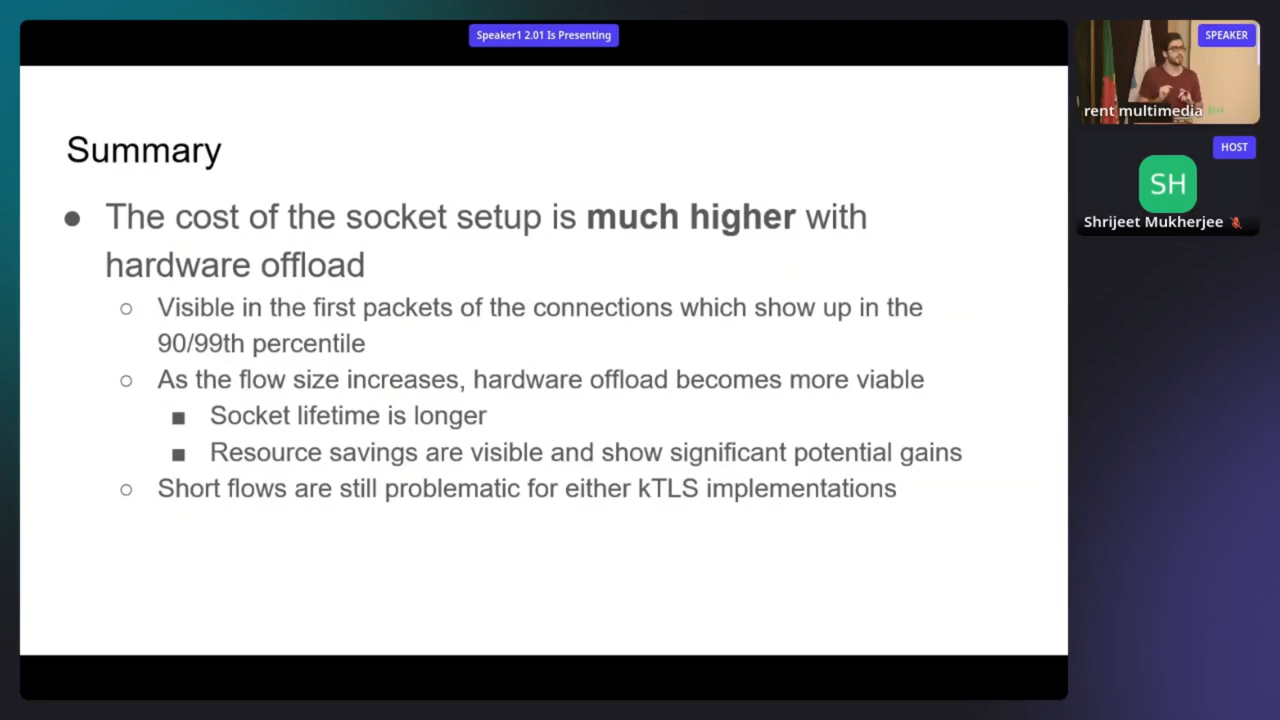 Speaker1 2.01 Is Presenting
Summary
● The cost of the socket setup is much higher with
hardware offload
○ Visible in the first packets of the connections which show up in the
90/99th percentile
○ As the flow size increases, hardware offload becomes more viable
■ Socket lifetime is longer
■ Resource savings are visible and show significant potential gains
○ Short flows are still problematic for either kTLS implementations
SPEAKER
rent multimedia
HOST
SH
Shrijeet Mukherjee